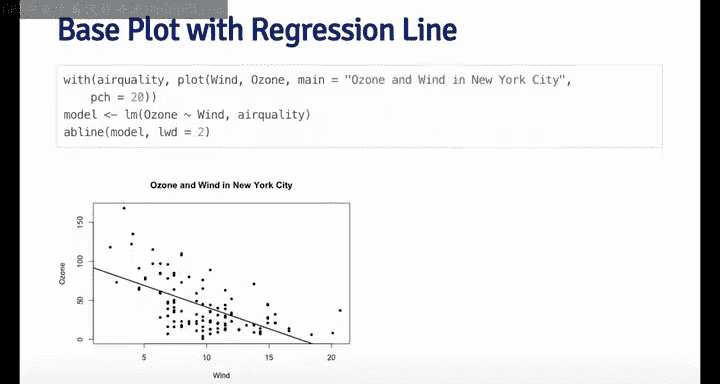 Base Plot with Regression Line
with(airquality, plot(Wind, Ozone, main = "Ozone and Wind in New York City",
pch = 20))
model <- lm(Ozone ~ Wind, airquality)
abline(model, lwd = 2)
Ozone and Wind in New York City
150
100
50
0
Ozone
5 10 15 20
Wind